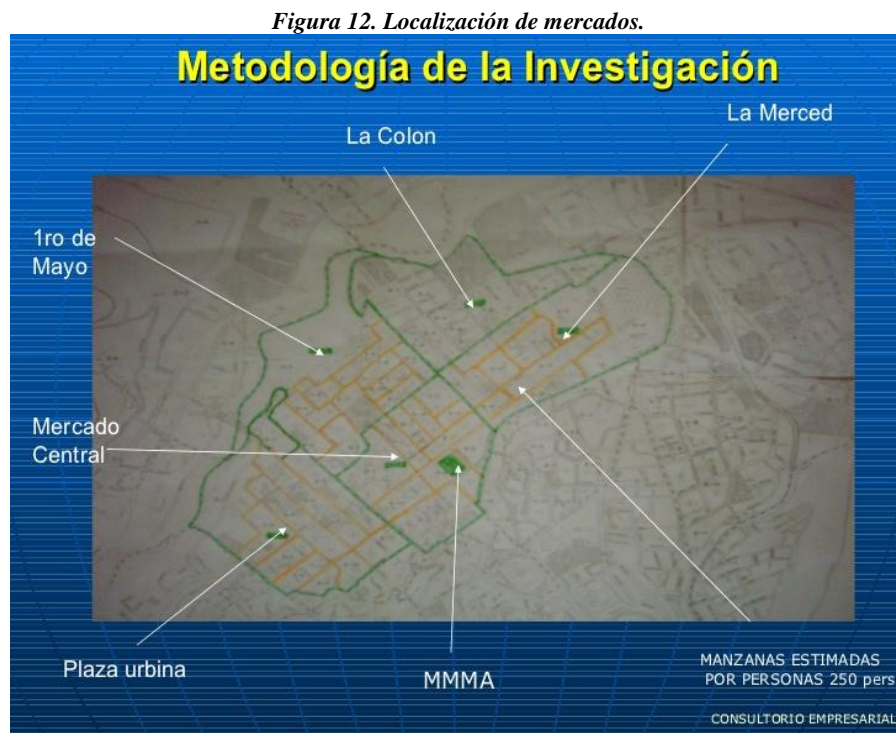 Figura 12. Localización de mercados.
Metodología de la Investigación
La Merced
La Colon
1ro de
Mayo
Mercado
Central
Plaza urbina
MMMA
MANZANAS ESTIMADAS
POR PERSONAS 250 pers
CONSULTORIO EMPRESARIAL